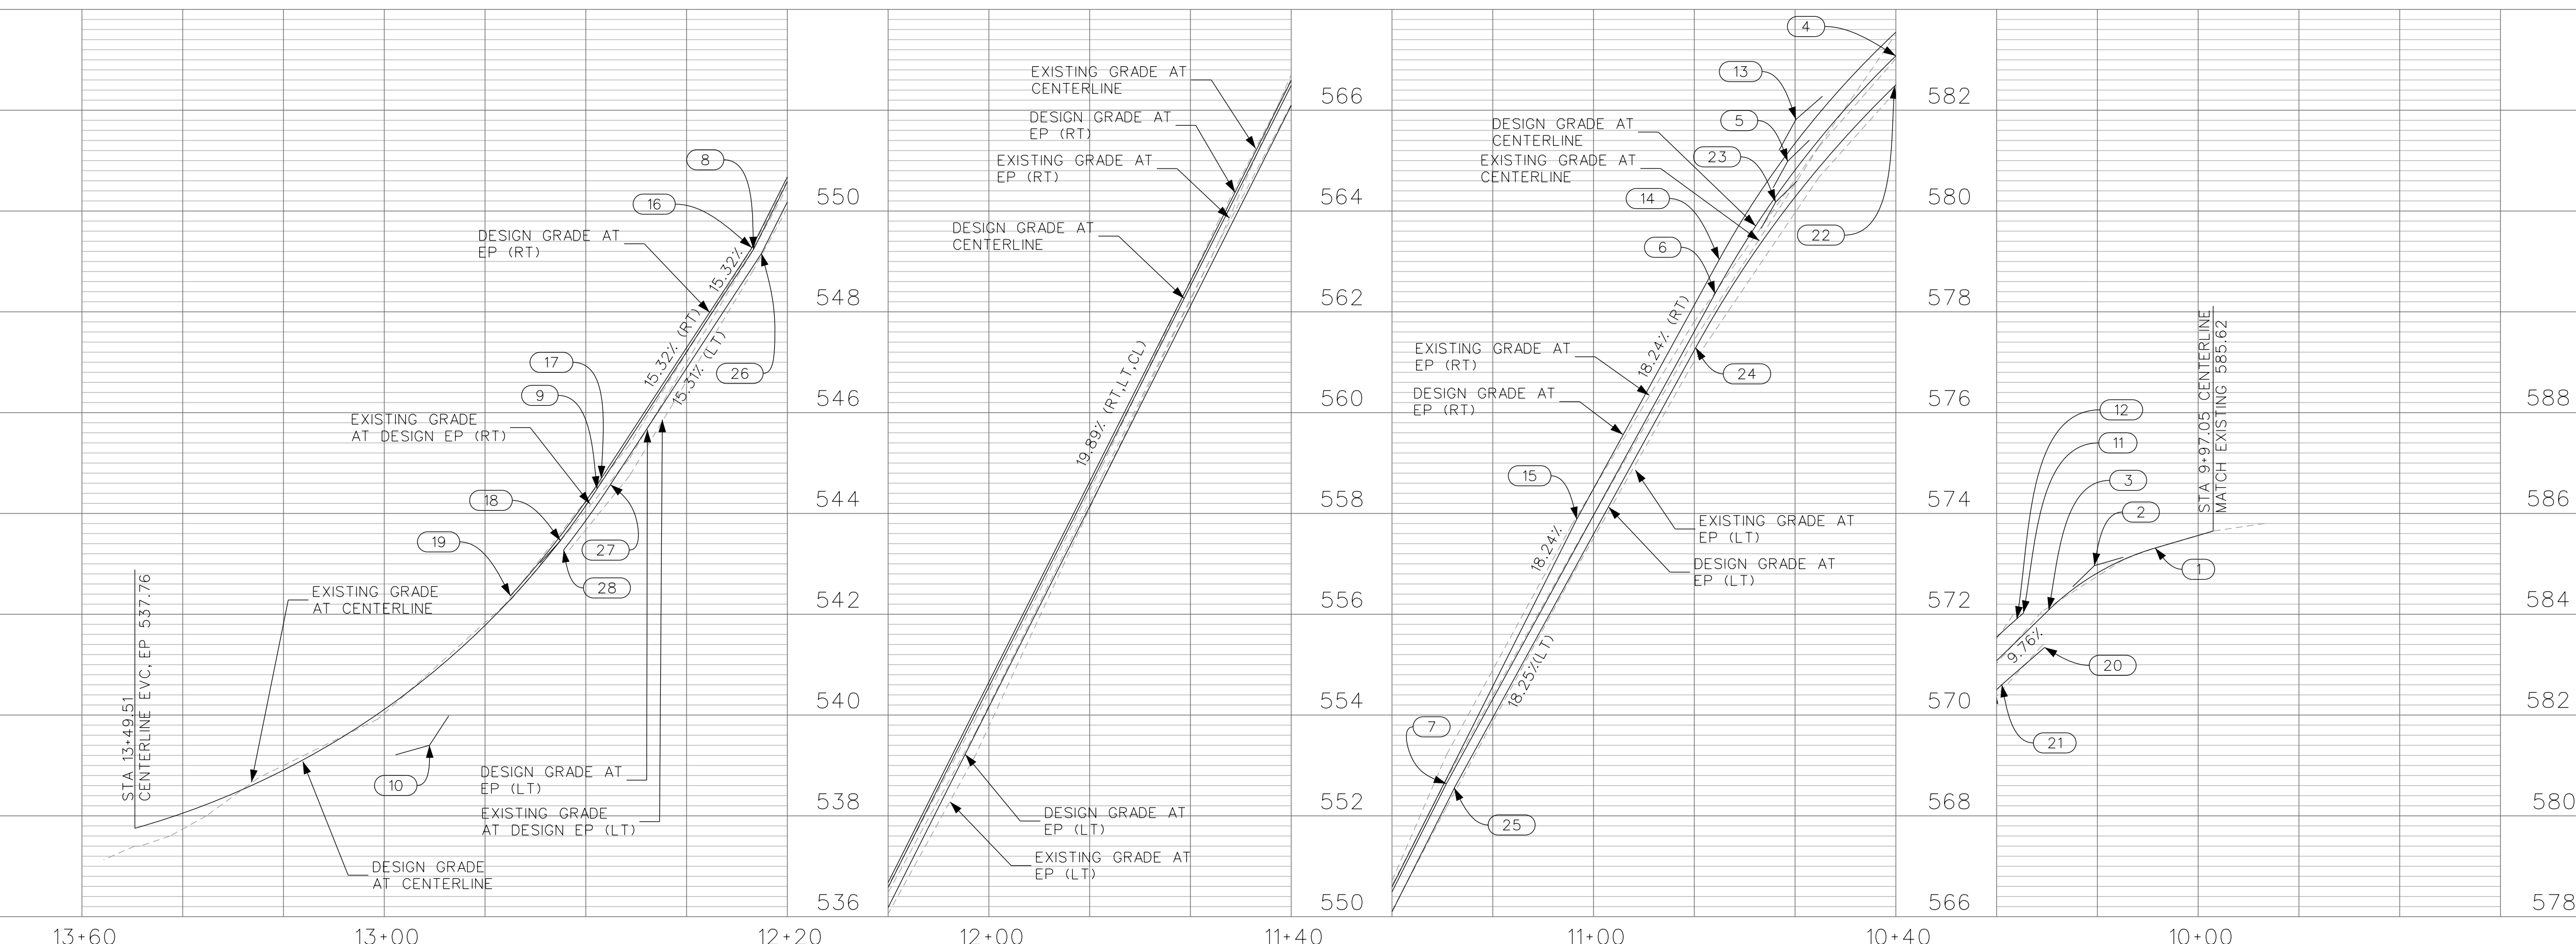 STA 13+49.51
CENTERLINE EVC, EP 537.76
EXISTING GRADE
AT CENTERLINE
DESIGN GRADE
AT CENTERLINE
10
19
18
EXISTING GRADE
AT DESIGN EP (RT)
9
17
DESIGN GRADE AT
EP (RT)
16
8
15.32%
15.32% (RT)
15.31% (LT)
26
27
28
DESIGN GRADE AT
EP (LT)
EXISTING GRADE
AT DESIGN EP (LT)
550
548
546
544
542
540
538
536
EXISTING GRADE AT
CENTERLINE
DESIGN GRADE AT
EP (RT)
EXISTING GRADE AT
EP (RT)
DESIGN GRADE AT
CENTERLINE
19.89% (RT,LT,CL)
DESIGN GRADE AT
EP (LT)
EXISTING GRADE AT
EP (LT)
566
564
562
560
558
556
554
552
550
4
13
5
DESIGN GRADE AT
CENTERLINE
23
EXISTING GRADE AT
CENTERLINE
14
6
22
18.24% (RT)
EXISTING GRADE AT
EP (RT)
24
DESIGN GRADE AT
EP (RT)
15
18.24%
EXISTING GRADE AT
EP (LT)
DESIGN GRADE AT
EP (LT)
18.25%(LT)
7
25
582
580
578
576
574
572
570
568
566
12
11
3
2
1
STA 9+97.05 CENTERLINE
MATCH EXISTING 585.62
9.76%
20
21
588
586
584
582
580
578
13+60
13+00
12+20
12+00
11+40
11+00
10+40
10+00